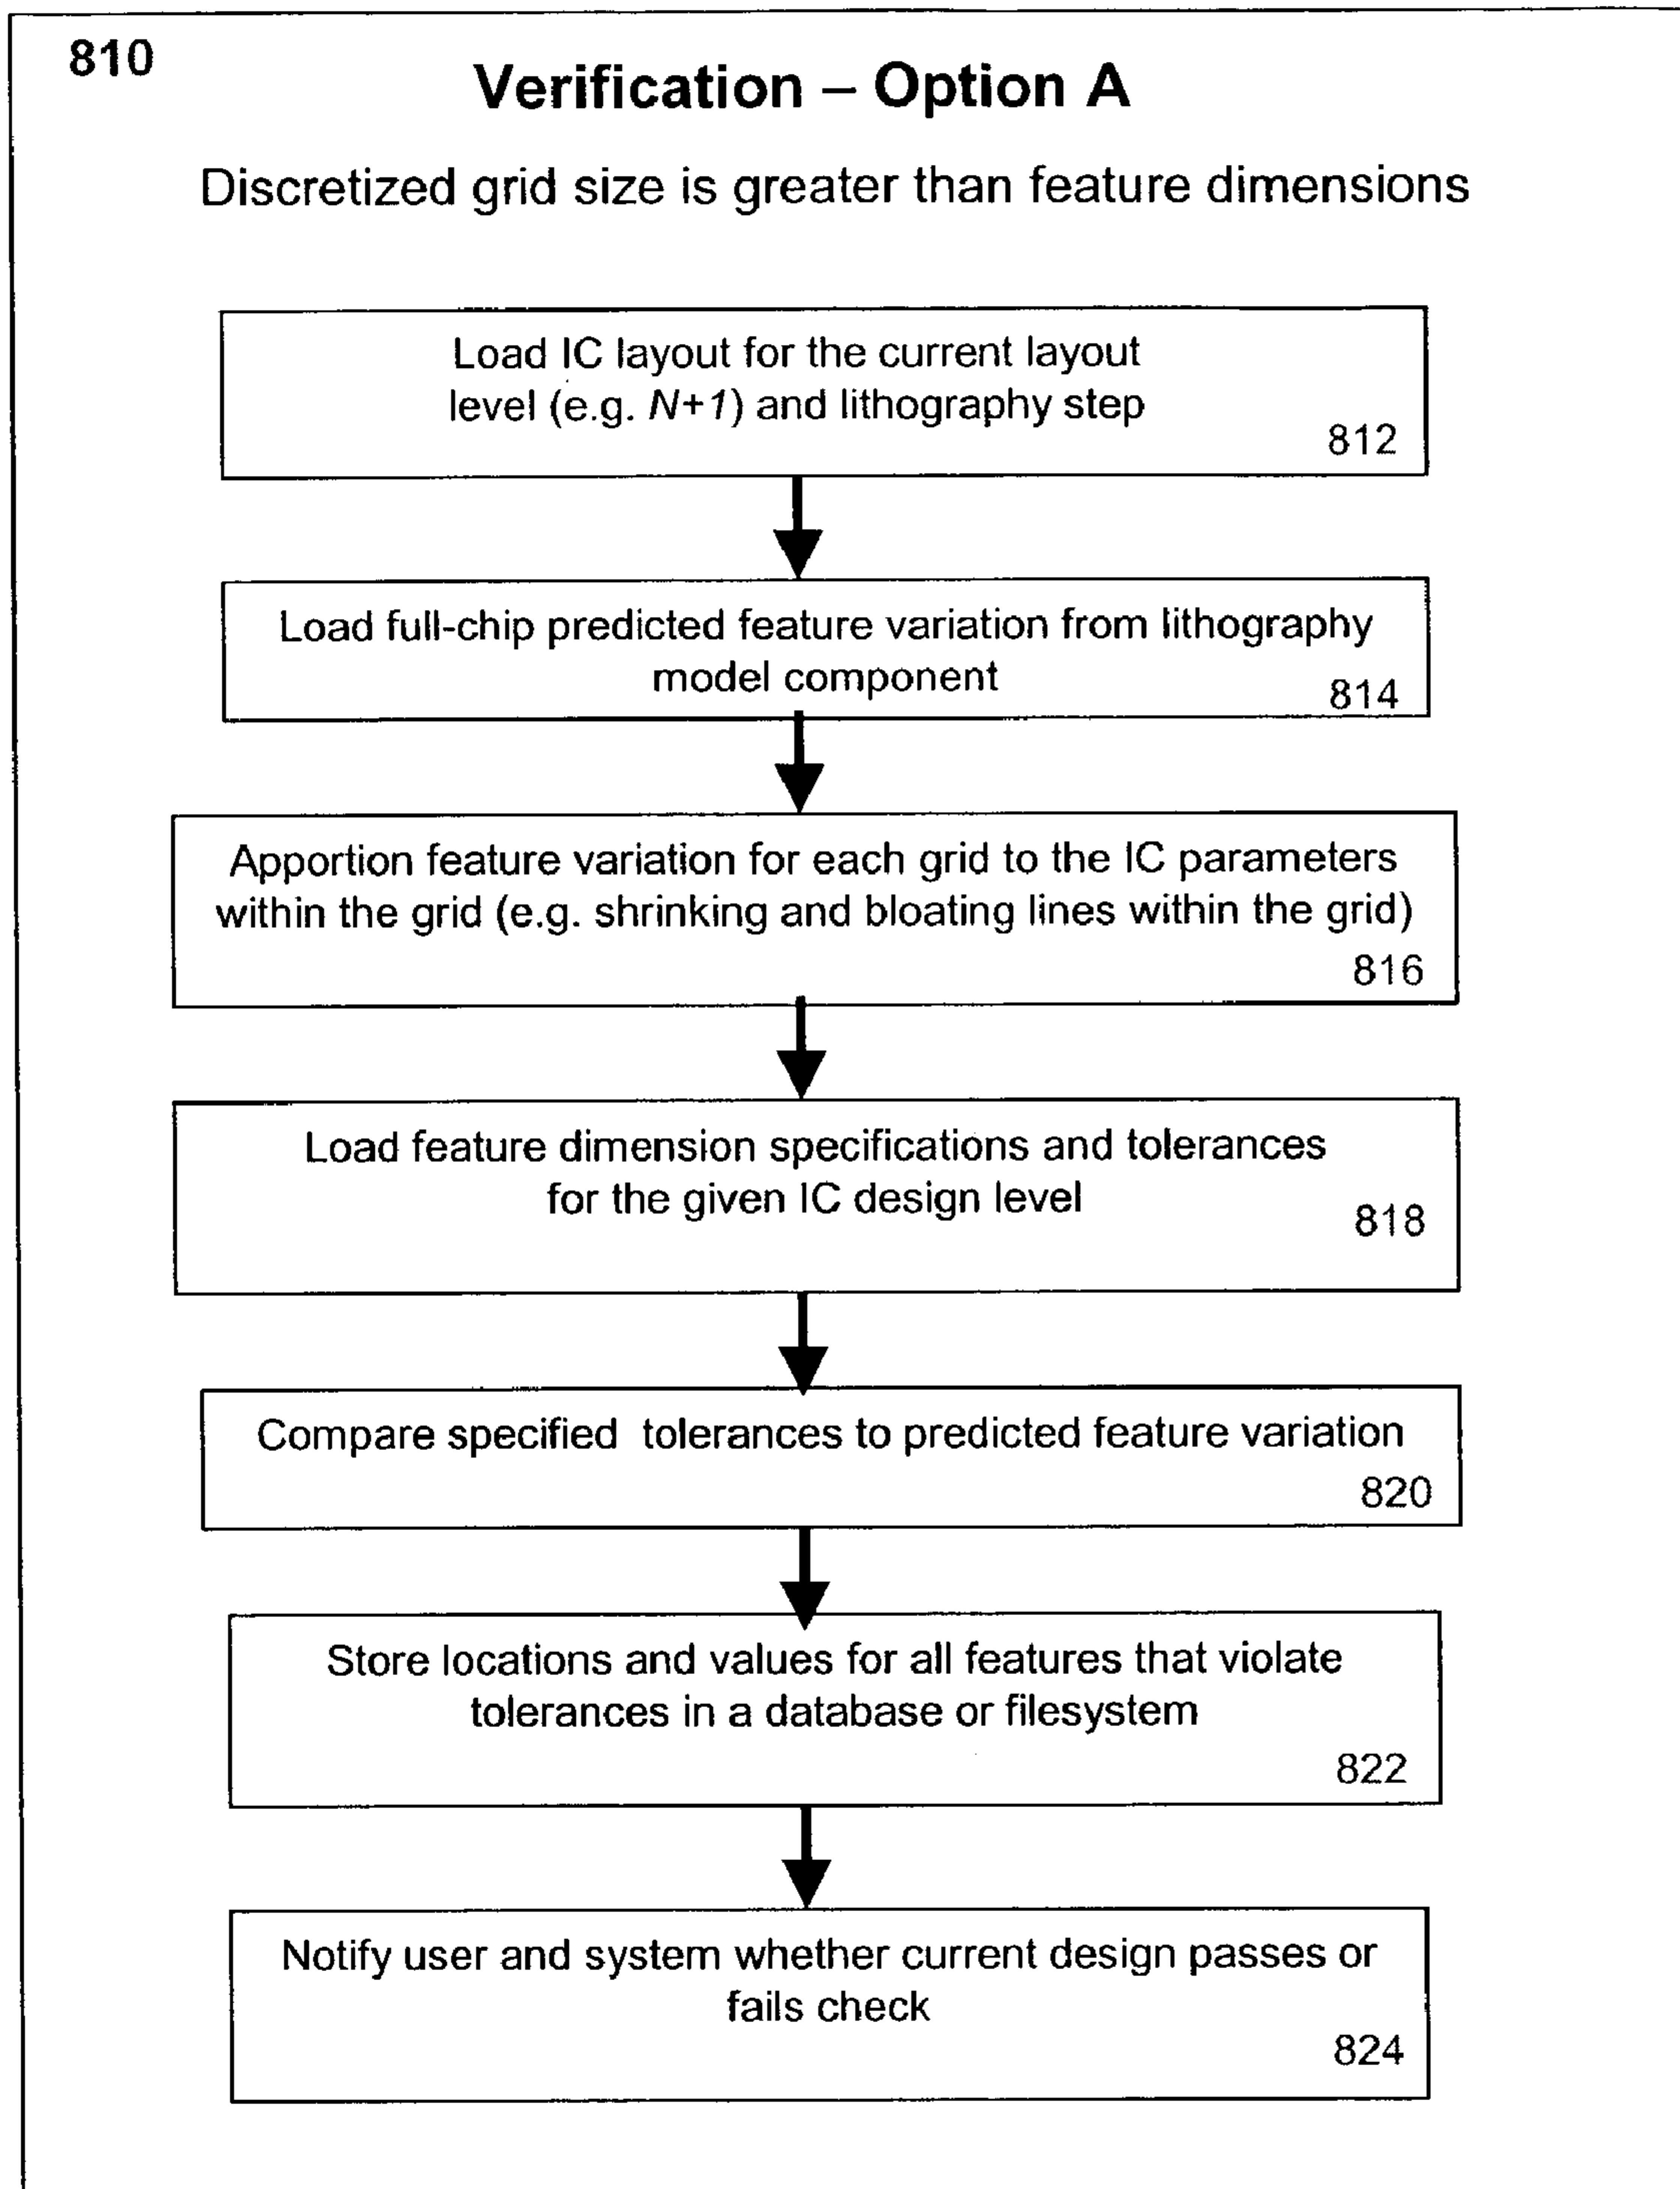 810
Verification – Option A
Discretized grid size is greater than feature dimensions
Load IC layout for the current layout
level (e.g. N+1) and lithography step
812
Load full-chip predicted feature variation from lithography
model component
814
Apportion feature variation for each grid to the IC parameters
within the grid (e.g. shrinking and bloating lines within the grid)
816
Load feature dimension specifications and tolerances
for the given IC design level
818
Compare specified  tolerances to predicted feature variation
820
Store locations and values for all features that violate
tolerances in a database or filesystem
822
Notify user and system whether current design passes or
fails check
824